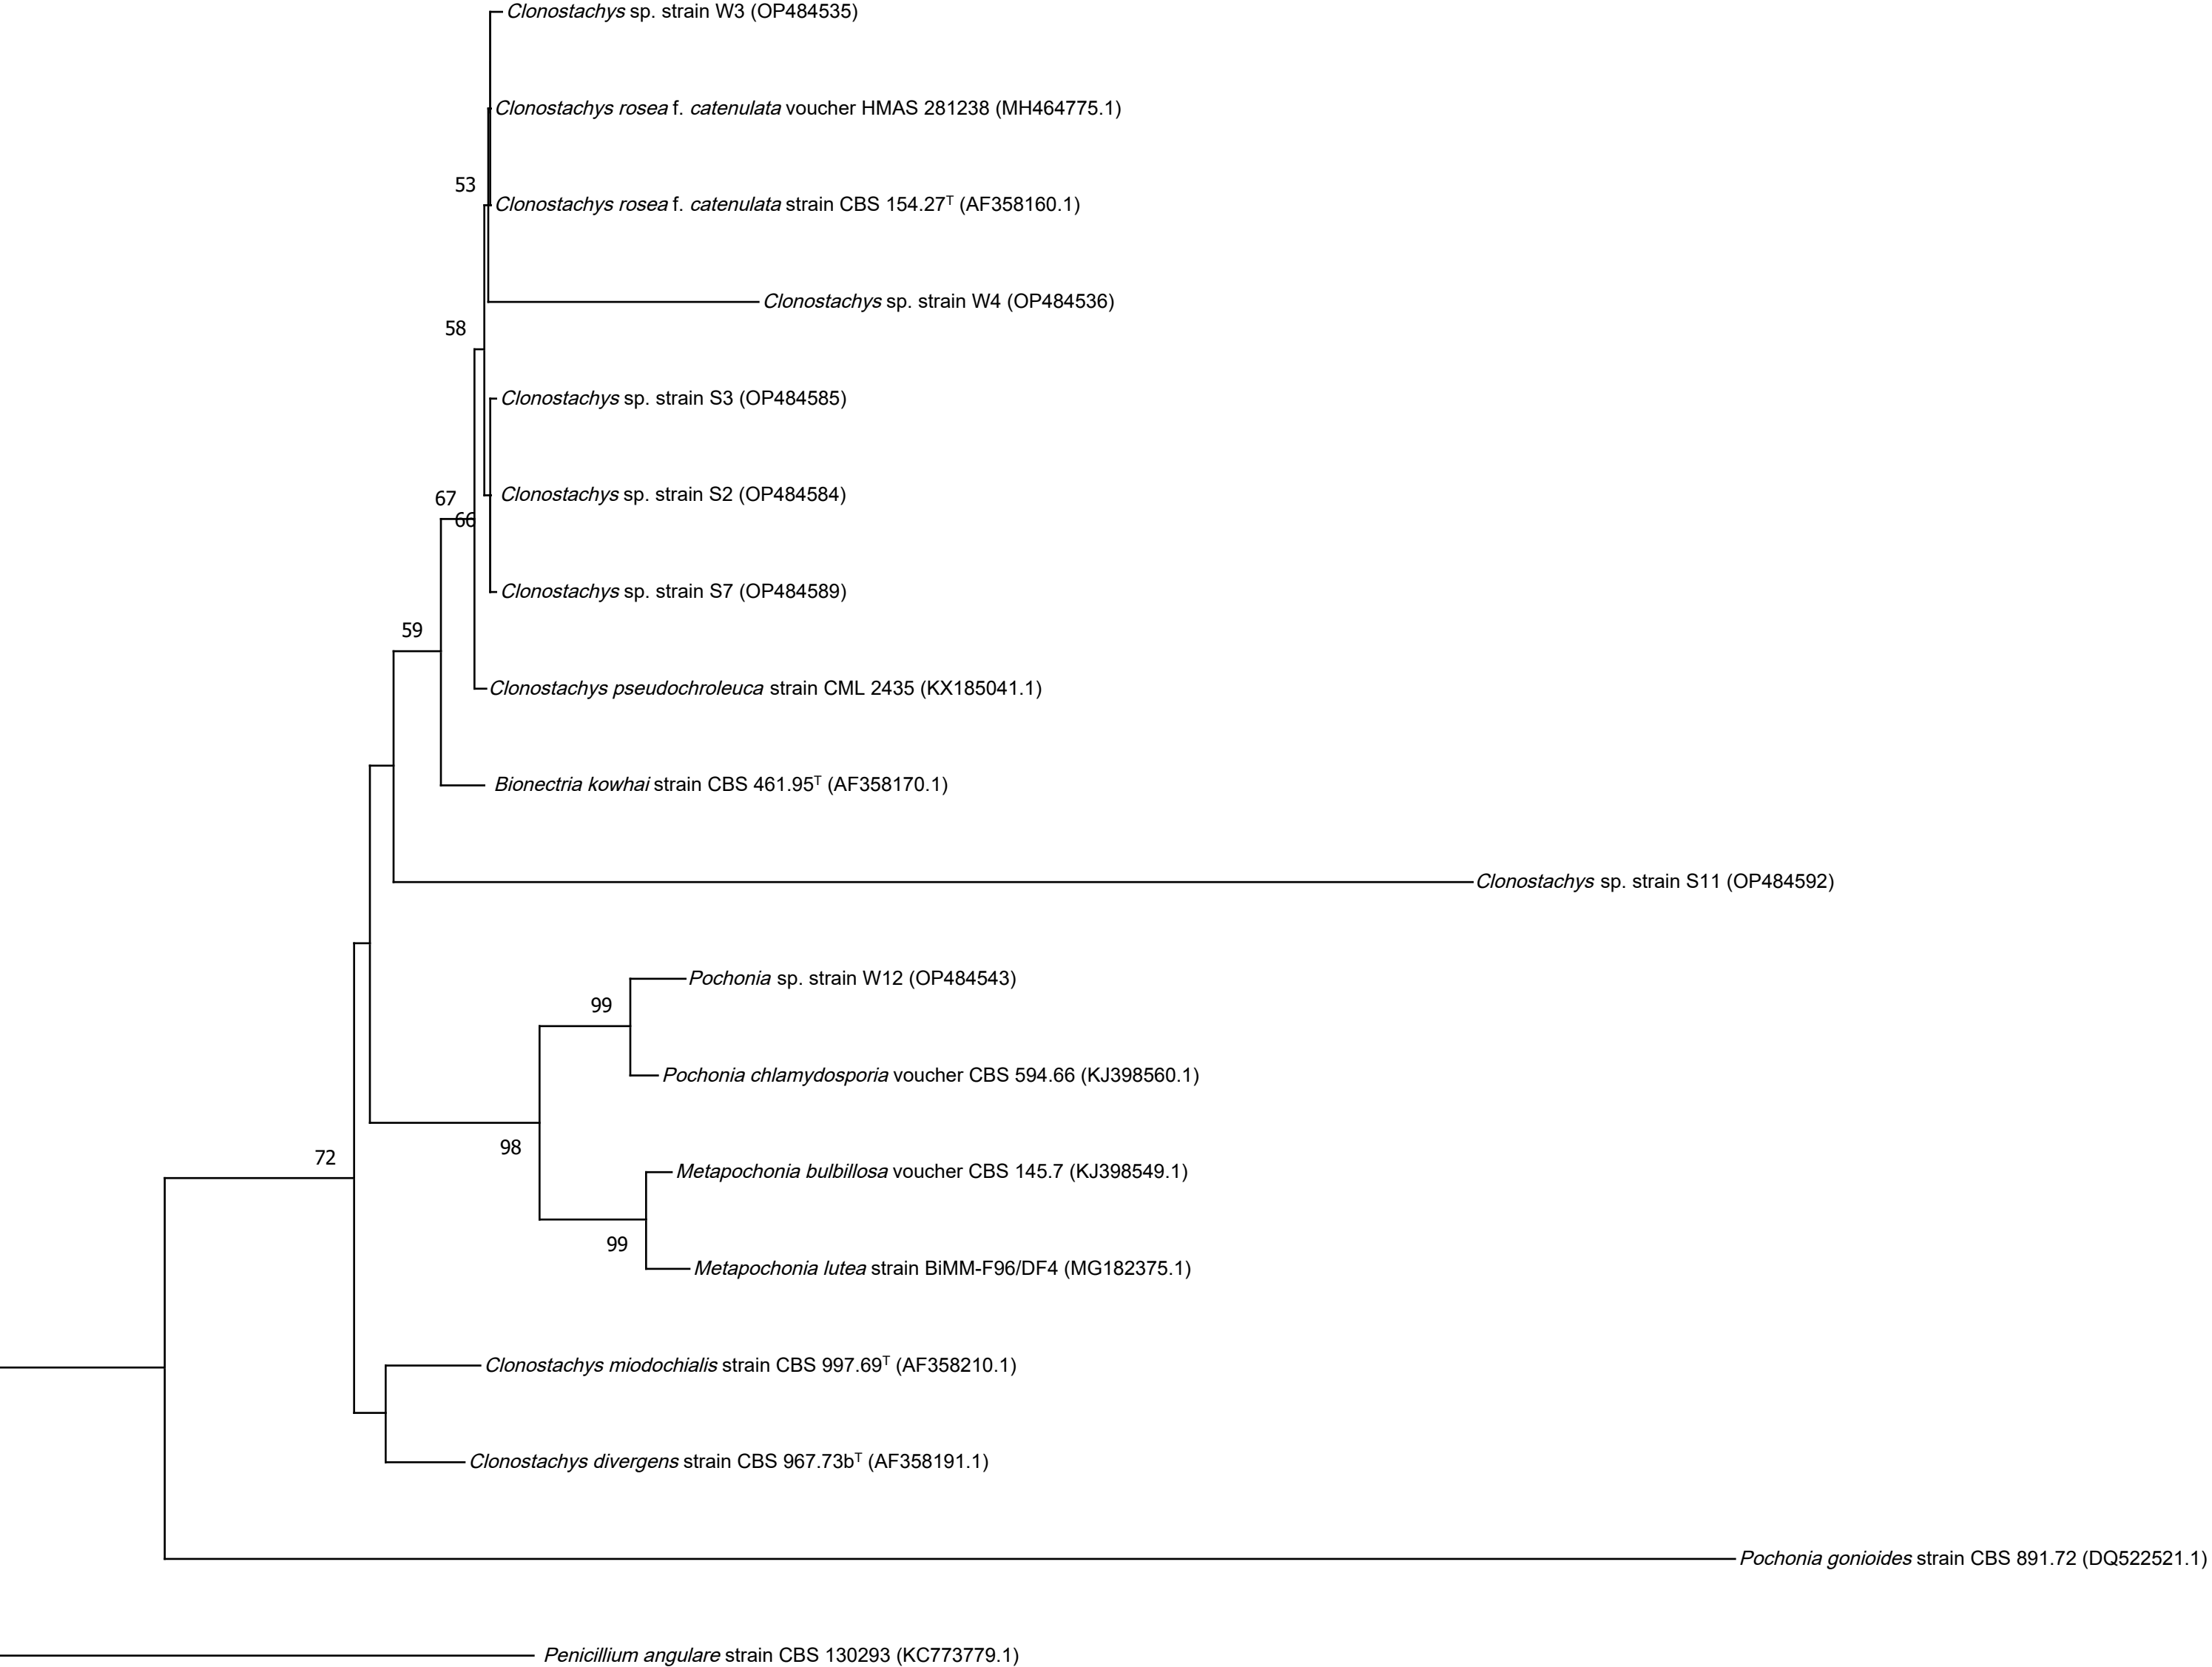 Clonostachys sp. strain W3 (OP484535)
Clonostachys rosea f. catenulata voucher HMAS 281238 (MH464775.1)
53
Clonostachys rosea f. catenulata strain CBS 154.27ᵀ (AF358160.1)
Clonostachys sp. strain W4 (OP484536)
58
Clonostachys sp. strain S3 (OP484585)
Clonostachys sp. strain S2 (OP484584)
67
66
Clonostachys sp. strain S7 (OP484589)
59
Clonostachys pseudochroleuca strain CML 2435 (KX185041.1)
Bionectria kowhai strain CBS 461.95ᵀ (AF358170.1)
Clonostachys sp. strain S11 (OP484592)
Pochonia sp. strain W12 (OP484543)
99
Pochonia chlamydosporia voucher CBS 594.66 (KJ398560.1)
98
72
Metapochonia bulbillosa voucher CBS 145.7 (KJ398549.1)
99
Metapochonia lutea strain BiMM-F96/DF4 (MG182375.1)
Clonostachys miodochialis strain CBS 997.69ᵀ (AF358210.1)
Clonostachys divergens strain CBS 967.73bᵀ (AF358191.1)
Pochonia gonioides strain CBS 891.72 (DQ522521.1)
Penicillium angulare strain CBS 130293 (KC773779.1)